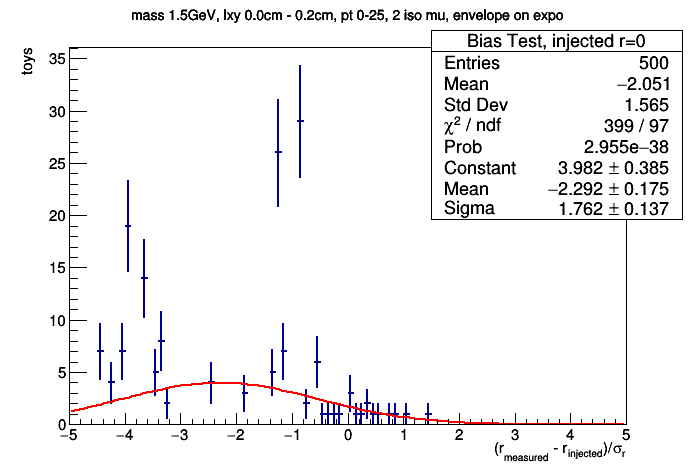 mass 1.5GeV, lxy 0.0cm - 0.2cm, pt 0-25, 2 iso mu, envelope on expo
Bias Test, injected r=0
Entries 500
Mean −2.051
Std Dev 1.565
χ² / ndf 399 / 97
Prob 2.955e−38
Constant 3.982 ± 0.385
Mean −2.292 ± 0.175
Sigma 1.762 ± 0.137
toys
35
30
25
20
15
10
5
0
−5 −4 −3 −2 −1 0 1 2 3 4 5
(r_measured - r_injected)/σ_r